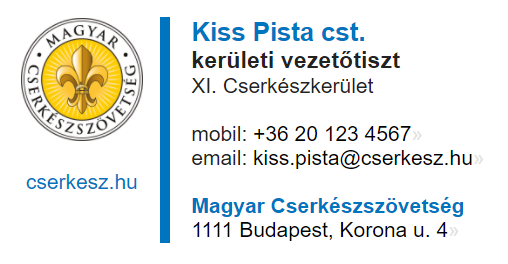 MAGYAR
CSERKÉSZSZÖVETSÉG
cserkesz.hu
Kiss Pista cst.
kerületi vezetőtiszt
XI. Cserkészkerület
mobil: +36 20 123 4567»
email: kiss.pista@cserkesz.hu»
Magyar Cserkészszövetség
1111 Budapest, Korona u. 4»